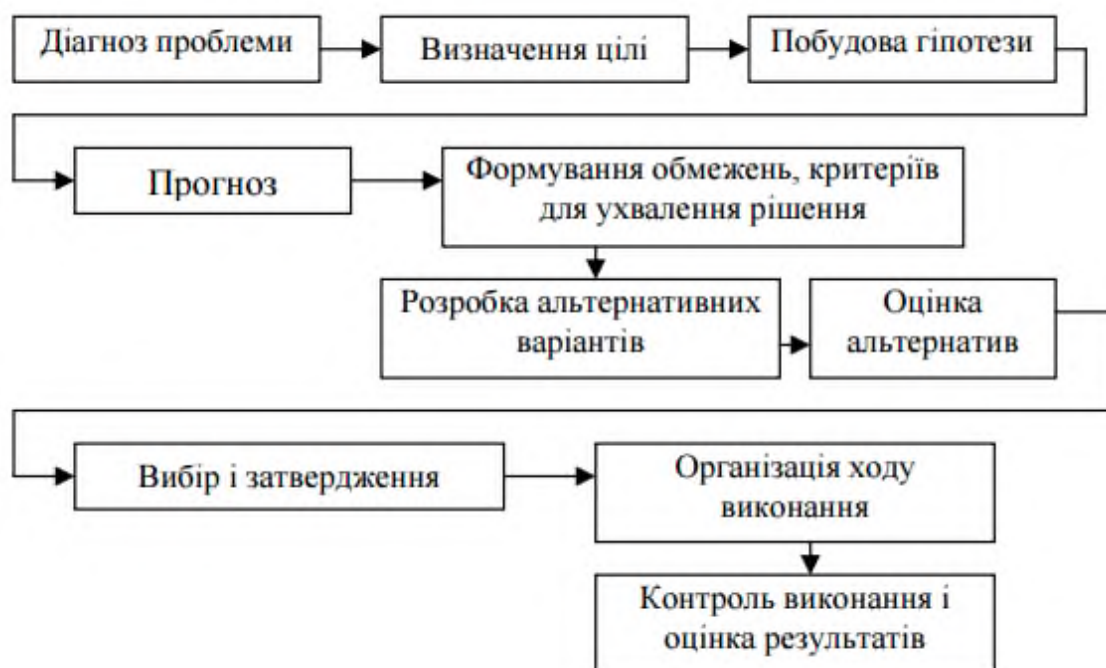 Діагноз проблеми
Визначення цілі
Побудова гіпотези
Прогноз
Формування обмежень, критеріїв
для ухвалення рішення
Розробка альтернативних
варіантів
Оцінка
альтернатив
Вибір і затвердження
Організація ходу
виконання
Контроль виконання і
оцінка результатів